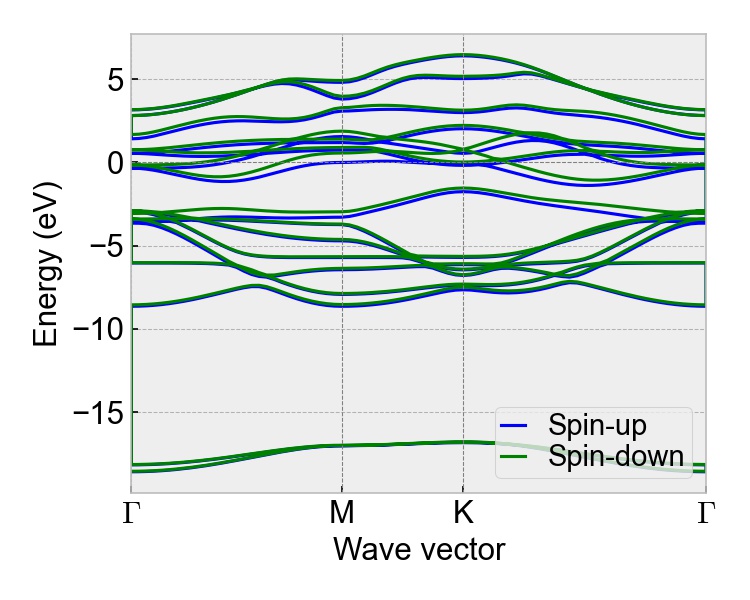 5
0
−5
−10
−15
Energy (eV)
Spin-up
Spin-down
Γ M K Γ
Wave vector